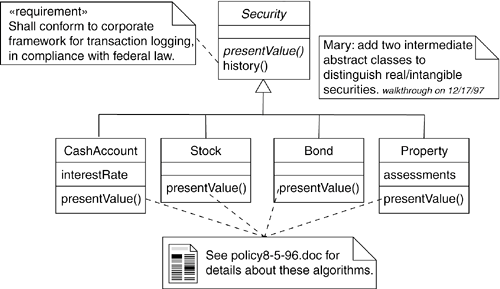 «requirement»
Shall conform to corporate
framework for transaction logging,
in compliance with federal law.
Security
presentValue()
history()
Mary: add two intermediate
abstract classes to
distinguish real/intangible
securities. walkthrough on 12/17/97
CashAccount
interestRate
presentValue()
Stock
presentValue()
Bond
presentValue()
Property
assessments
presentValue()
See policy8-5-96.doc for
details about these algorithms.